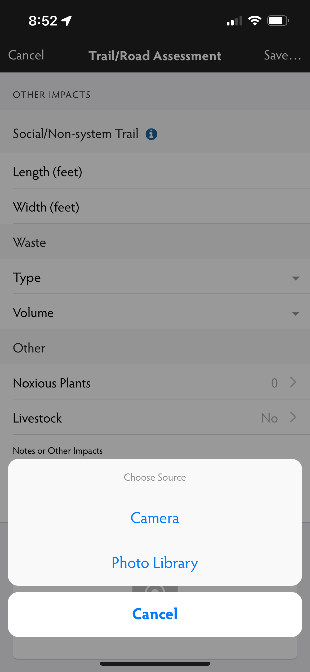 8:52
Cancel
Trail/Road Assessment
Save...
OTHER IMPACTS
Social/Non-system Trail
Length (feet)
Width (feet)
Waste
Type
Volume
Other
Noxious Plants 0
Livestock No
Notes or Other Impacts
Choose Source
Camera
Photo Library
Cancel